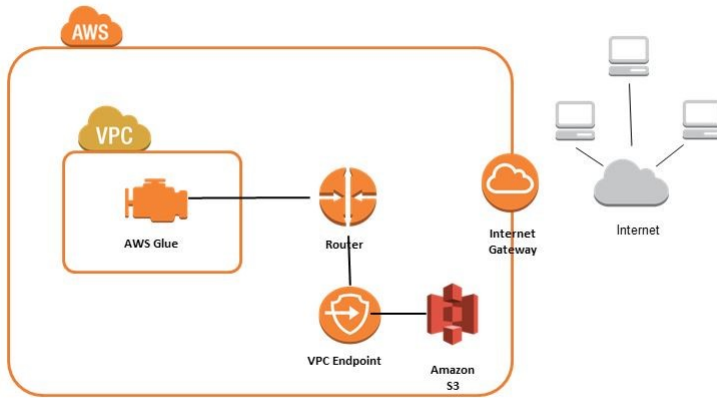 AWS
VPC
AWS Glue
Router
Internet
Gateway
Internet
VPC Endpoint
Amazon
S3